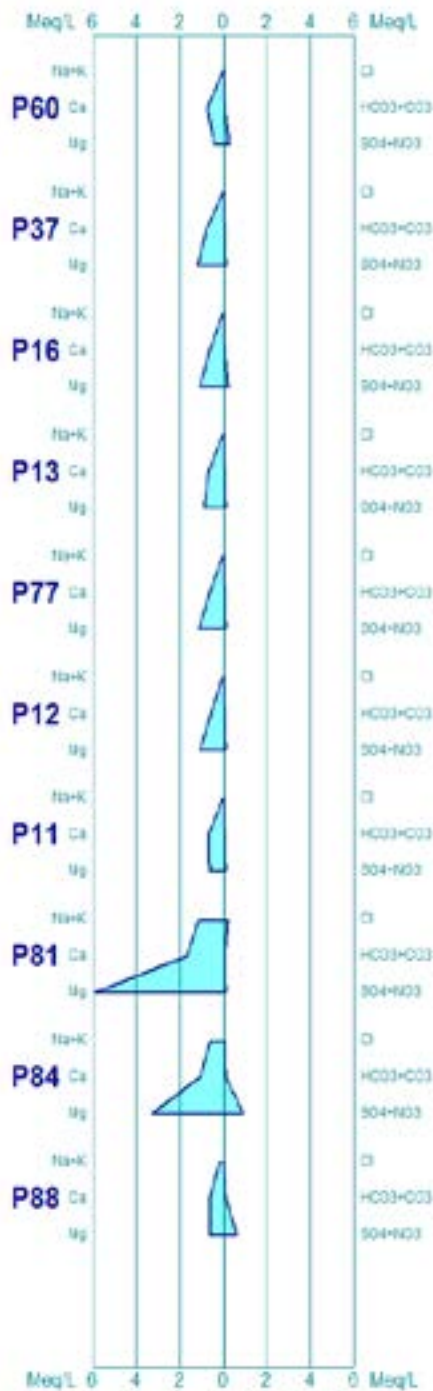 Meq/L 6 4 2 0 2 4 6 Meq/L
Na+K Cl
P60 Ca HCO3+CO3
Mg SO4+NO3
Na+K Cl
P37 Ca HCO3+CO3
Mg SO4+NO3
Na+K Cl
P16 Ca HCO3+CO3
Mg SO4+NO3
Na+K Cl
P13 Ca HCO3+CO3
Mg SO4+NO3
Na+K Cl
P77 Ca HCO3+CO3
Mg SO4+NO3
Na+K Cl
P12 Ca HCO3+CO3
Mg SO4+NO3
Na+K Cl
P11 Ca HCO3+CO3
Mg SO4+NO3
Na+K Cl
P81 Ca HCO3+CO3
Mg SO4+NO3
Na+K Cl
P84 Ca HCO3+CO3
Mg SO4+NO3
Na+K Cl
P88 Ca HCO3+CO3
Mg SO4+NO3
Meq/L 6 4 2 0 2 4 6 Meq/L